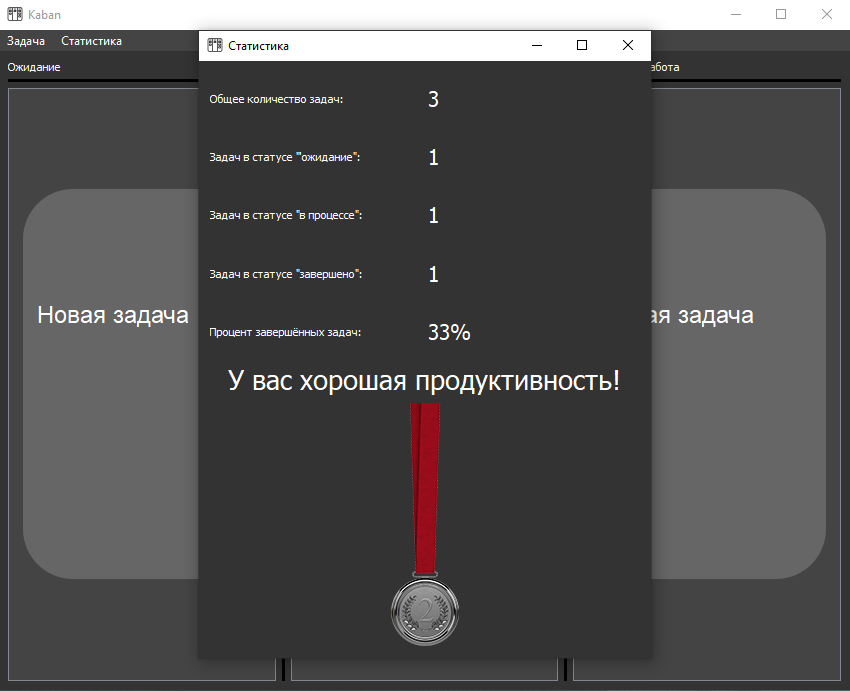 Kaban
Задача Статистика
Ожидание
абота
Новая задача
ая задача
Статистика
Общее количество задач: 3
Задач в статусе "'ожидание": 1
Задач в статусе "в процессе": 1
Задач в статусе "завершено": 1
Процент завершённых задач: 33%
У вас хорошая продуктивность!
2